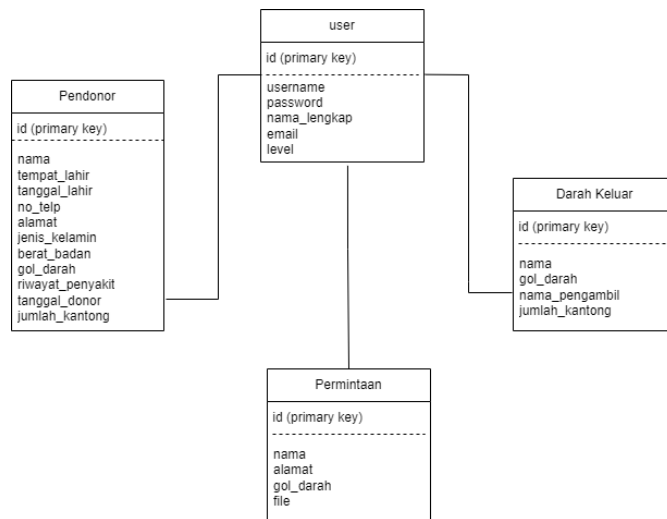 user
id (primary key)
username
password
nama_lengkap
email
level
Pendonor
id (primary key)
nama
tempat_lahir
tanggal_lahir
no_telp
alamat
jenis_kelamin
berat_badan
gol_darah
riwayat_penyakit
tanggal_donor
jumlah_kantong
Darah Keluar
id (primary key)
nama
gol_darah
nama_pengambil
jumlah_kantong
Permintaan
id (primary key)
nama
alamat
gol_darah
file